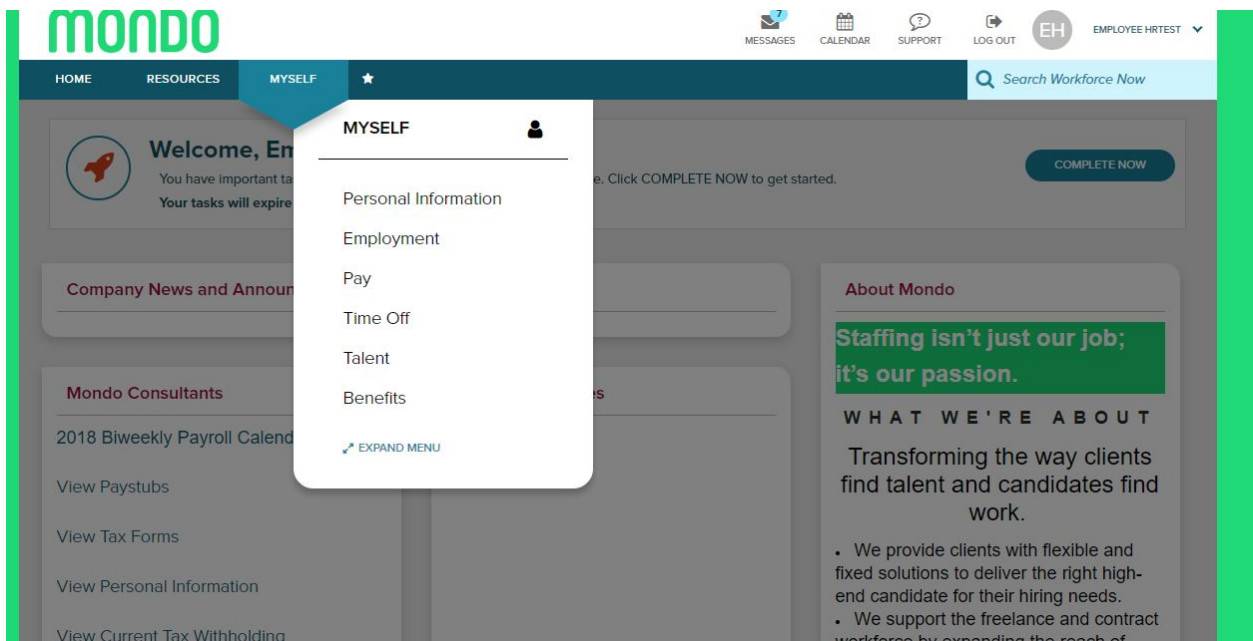 MONDO
7
MESSAGES
CALENDAR
SUPPORT
LOG OUT
EH
EMPLOYEE HRTEST
HOME
RESOURCES
MYSELF
Search Workforce Now
MYSELF
Personal Information
Employment
Pay
Time Off
Talent
Benefits
EXPAND MENU
Welcome, Em
You have important ta
e. Click COMPLETE NOW to get started.
Your tasks will expire
COMPLETE NOW
Company News and Announ
Mondo Consultants
2018 Biweekly Payroll Calend
View Paystubs
View Tax Forms
View Personal Information
View Current Tax Withholding
es
About Mondo
Staffing isn't just our job;
it's our passion.
WHAT WE'RE ABOUT
Transforming the way clients
find talent and candidates find
work.
• We provide clients with flexible and
fixed solutions to deliver the right high-
end candidate for their hiring needs.
• We support the freelance and contract
workforce by expanding the reach of